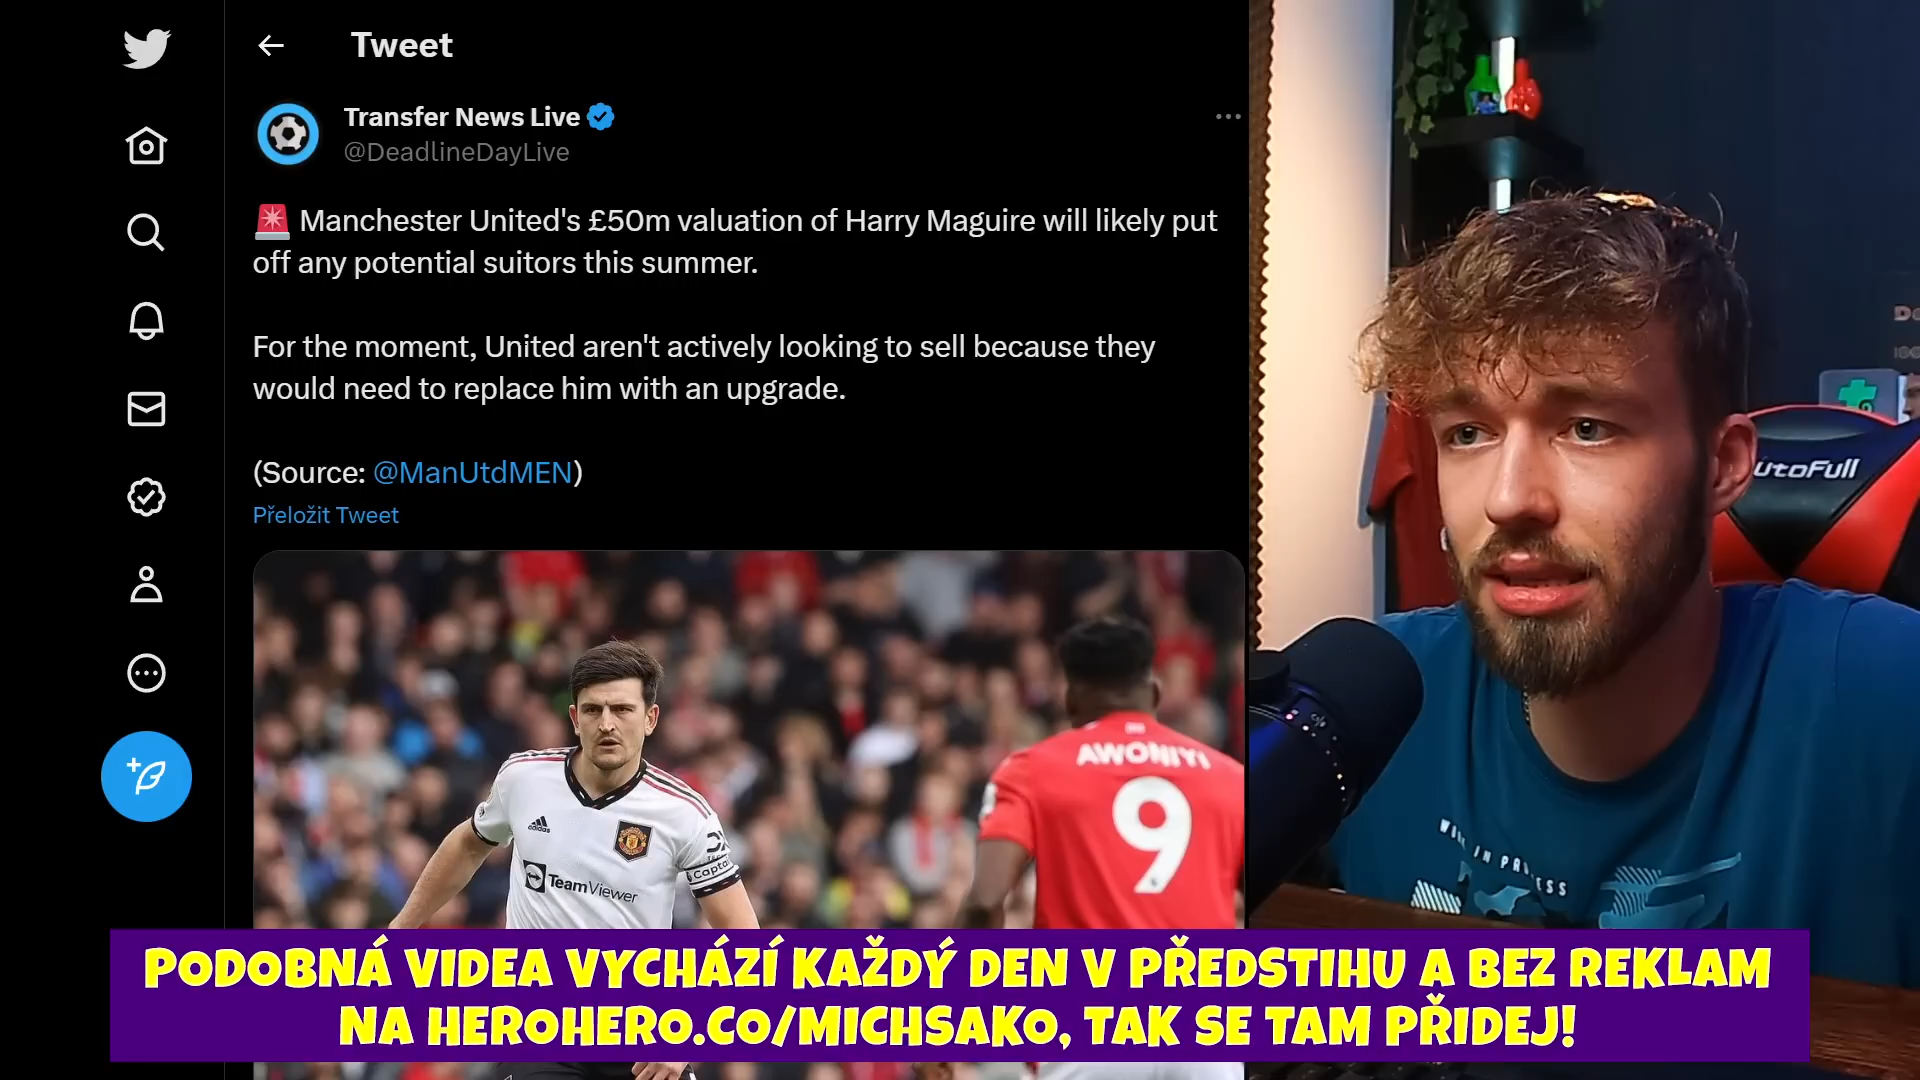 Tweet
Transfer News Live
@DeadlineDayLive
Manchester United's £50m valuation of Harry Maguire will likely put
off any potential suitors this summer.
For the moment, United aren't actively looking to sell because they
would need to replace him with an upgrade.
(Source: @ManUtdMEN)
Přeložit Tweet
AWONIYI
9
adidas
TeamViewer
Capta
utoFull
PODOBNÁ VIDEA VYCHÁZÍ KAŽDÝ DEN V PŘEDSTIHU A BEZ REKLAM
NA HEROHERO.CO/MICHSAKO, TAK SE TAM PŘIDEJ!